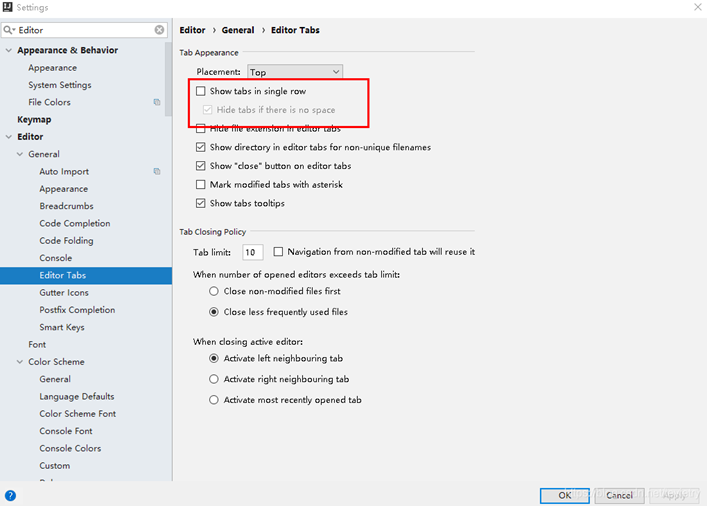 Settings
Editor
Appearance & Behavior
Appearance
System Settings
File Colors
Keymap
Editor
General
Auto Import
Appearance
Breadcrumbs
Code Completion
Code Folding
Console
Editor Tabs
Gutter Icons
Postfix Completion
Smart Keys
Font
Color Scheme
General
Language Defaults
Color Scheme Font
Console Font
Console Colors
Custom
Editor › General › Editor Tabs
Tab Appearance
Placement: Top
Show tabs in single row
Hide tabs if there is no space
Hide file extension in editor tabs
Show directory in editor tabs for non-unique filenames
Show "close" button on editor tabs
Mark modified tabs with asterisk
Show tabs tooltips
Tab Closing Policy
Tab limit: 10 Navigation from non-modified tab will reuse it
When number of opened editors exceeds tab limit:
Close non-modified files first
Close less frequently used files
When closing active editor:
Activate left neighbouring tab
Activate right neighbouring tab
Activate most recently opened tab
? OK Cancel Apply